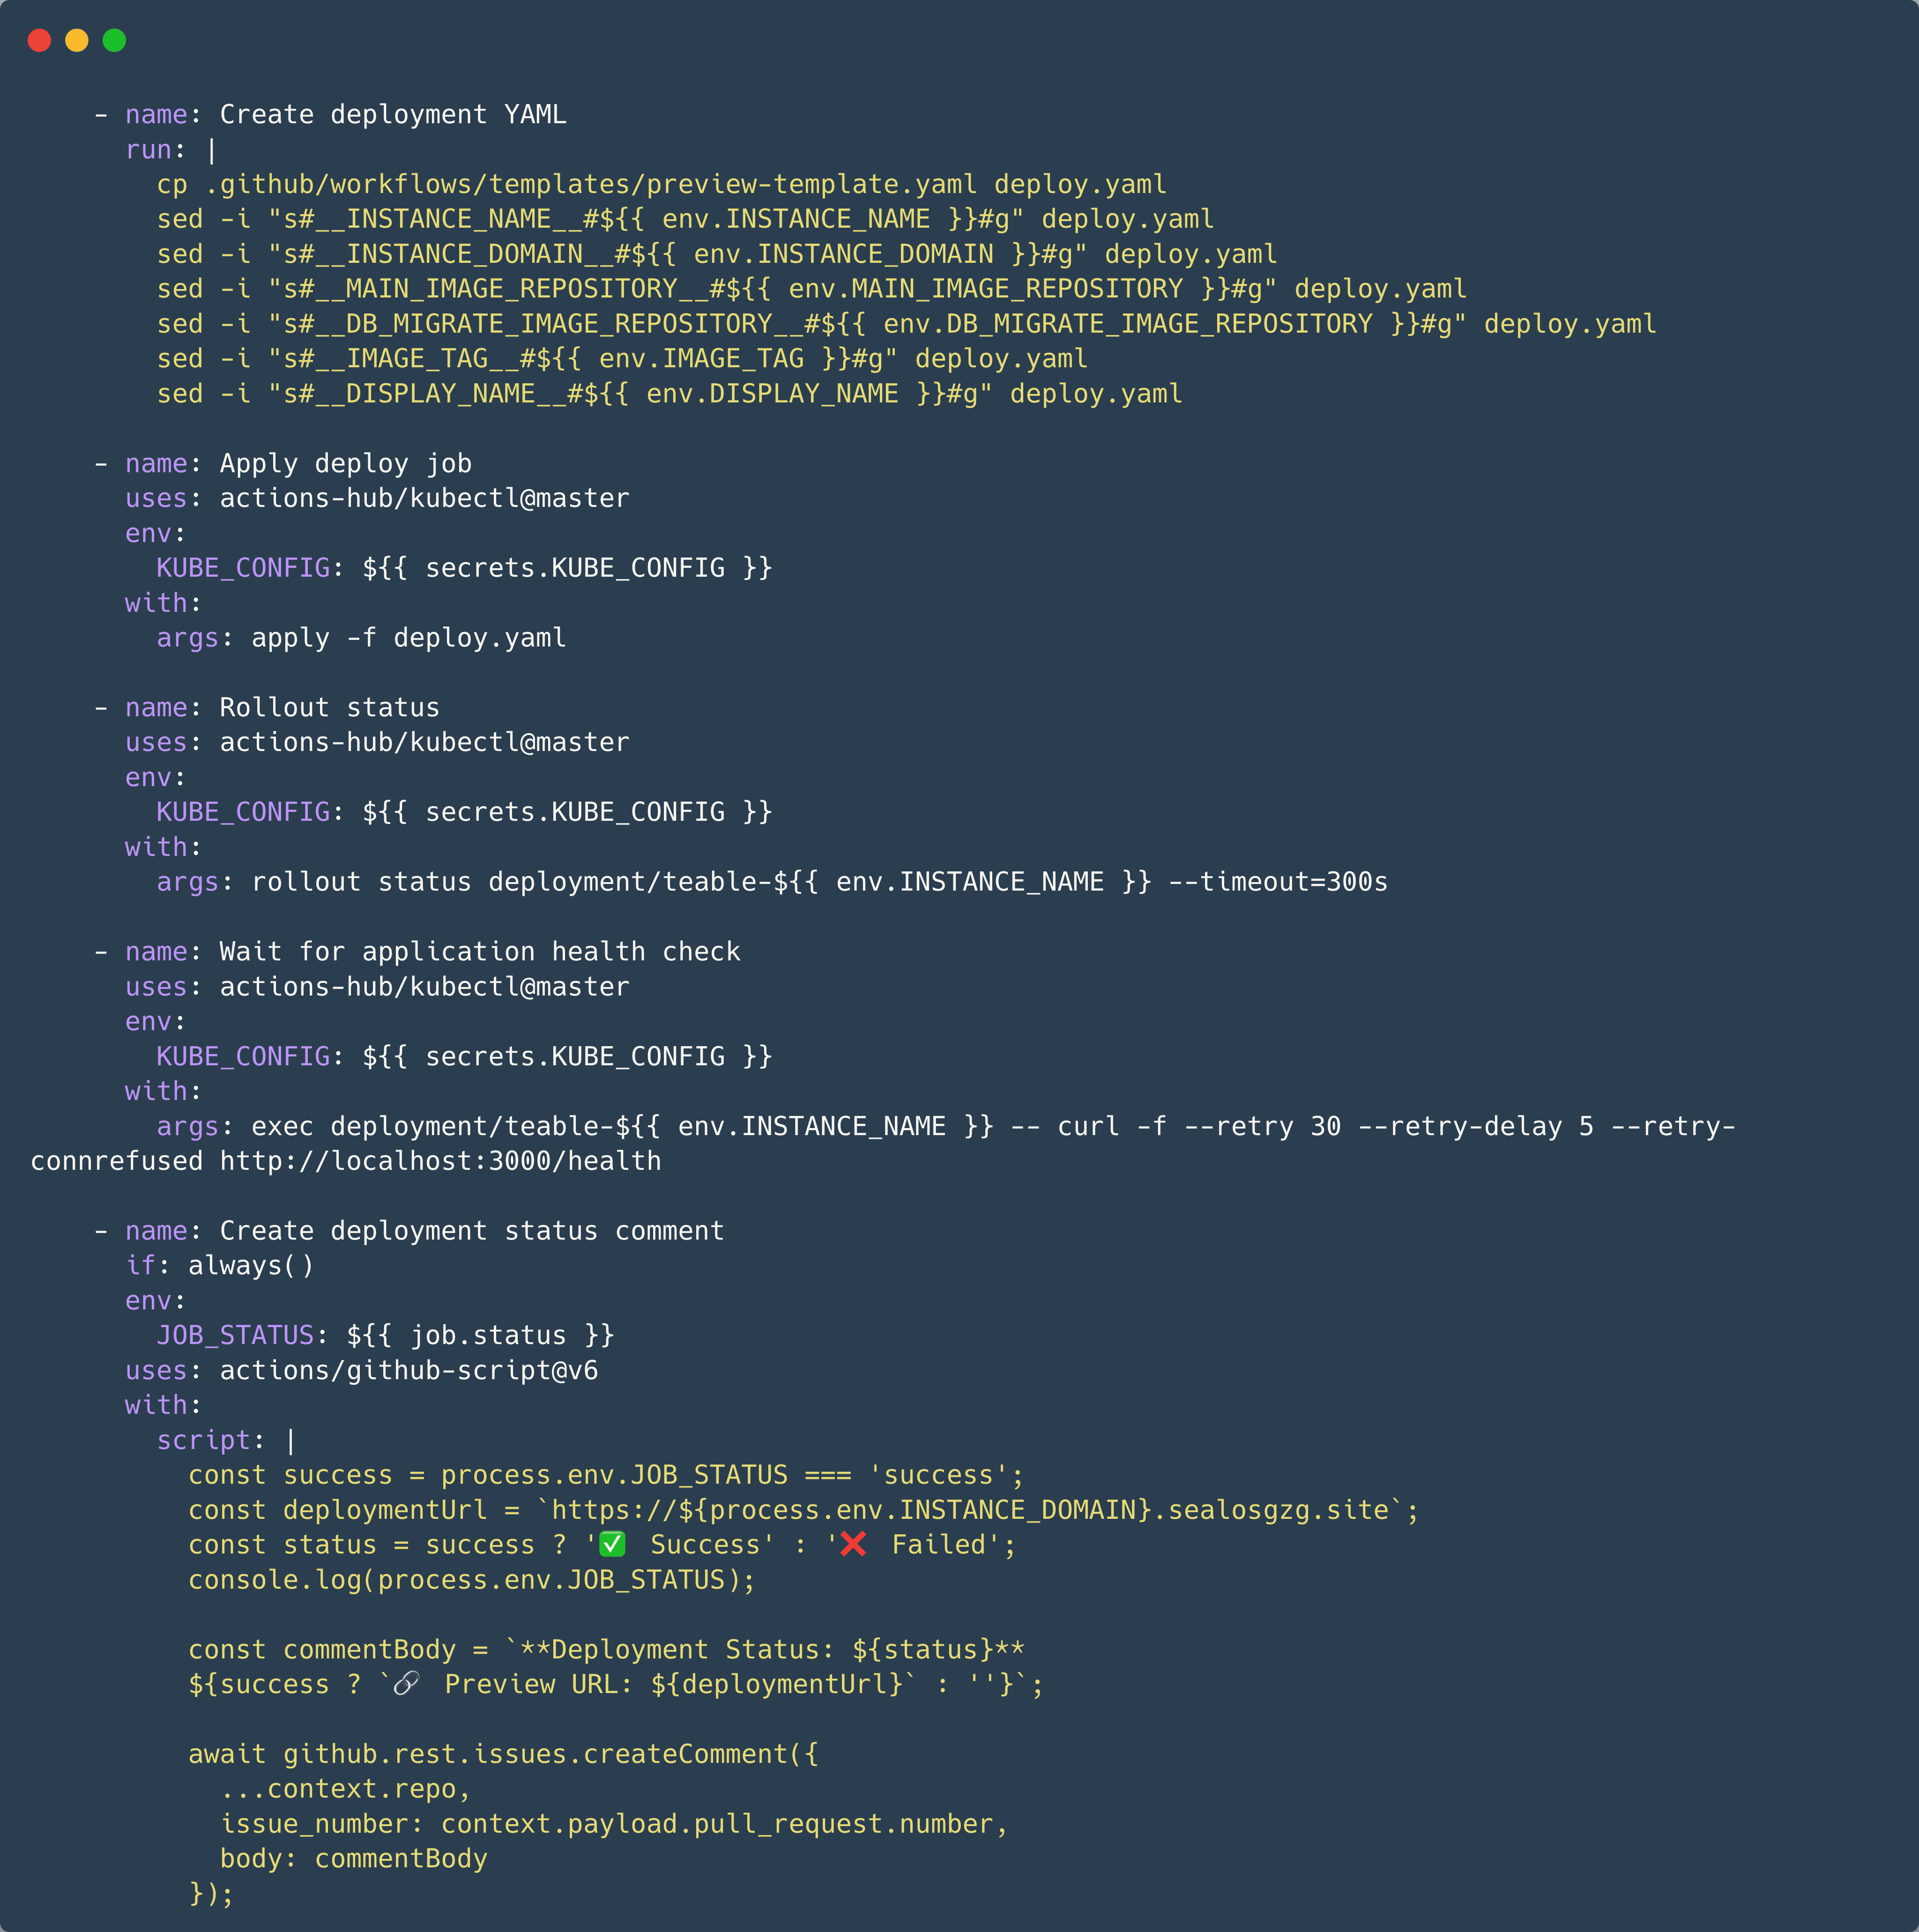 - name: Create deployment YAML
      run: |
        cp .github/workflows/templates/preview-template.yaml deploy.yaml
        sed -i "s#__INSTANCE_NAME__#${{ env.INSTANCE_NAME }}#g" deploy.yaml
        sed -i "s#__INSTANCE_DOMAIN__#${{ env.INSTANCE_DOMAIN }}#g" deploy.yaml
        sed -i "s#__MAIN_IMAGE_REPOSITORY__#${{ env.MAIN_IMAGE_REPOSITORY }}#g" deploy.yaml
        sed -i "s#__DB_MIGRATE_IMAGE_REPOSITORY__#${{ env.DB_MIGRATE_IMAGE_REPOSITORY }}#g" deploy.yaml
        sed -i "s#__IMAGE_TAG__#${{ env.IMAGE_TAG }}#g" deploy.yaml
        sed -i "s#__DISPLAY_NAME__#${{ env.DISPLAY_NAME }}#g" deploy.yaml

    - name: Apply deploy job
      uses: actions-hub/kubectl@master
      env:
        KUBE_CONFIG: ${{ secrets.KUBE_CONFIG }}
      with:
        args: apply -f deploy.yaml

    - name: Rollout status
      uses: actions-hub/kubectl@master
      env:
        KUBE_CONFIG: ${{ secrets.KUBE_CONFIG }}
      with:
        args: rollout status deployment/teable-${{ env.INSTANCE_NAME }} --timeout=300s

    - name: Wait for application health check
      uses: actions-hub/kubectl@master
      env:
        KUBE_CONFIG: ${{ secrets.KUBE_CONFIG }}
      with:
        args: exec deployment/teable-${{ env.INSTANCE_NAME }} -- curl -f --retry 30 --retry-delay 5 --retry-
connrefused http://localhost:3000/health

    - name: Create deployment status comment
      if: always()
      env:
        JOB_STATUS: ${{ job.status }}
      uses: actions/github-script@v6
      with:
        script: |
          const success = process.env.JOB_STATUS === 'success';
          const deploymentUrl = `https://${process.env.INSTANCE_DOMAIN}.sealosgzg.site`;
          const status = success ? '✅ Success' : '❌ Failed';
          console.log(process.env.JOB_STATUS);

          const commentBody = `**Deployment Status: ${status}**
          ${success ? `🔗 Preview URL: ${deploymentUrl}` : ''}`;

          await github.rest.issues.createComment({
            ...context.repo,
            issue_number: context.payload.pull_request.number,
            body: commentBody
          });